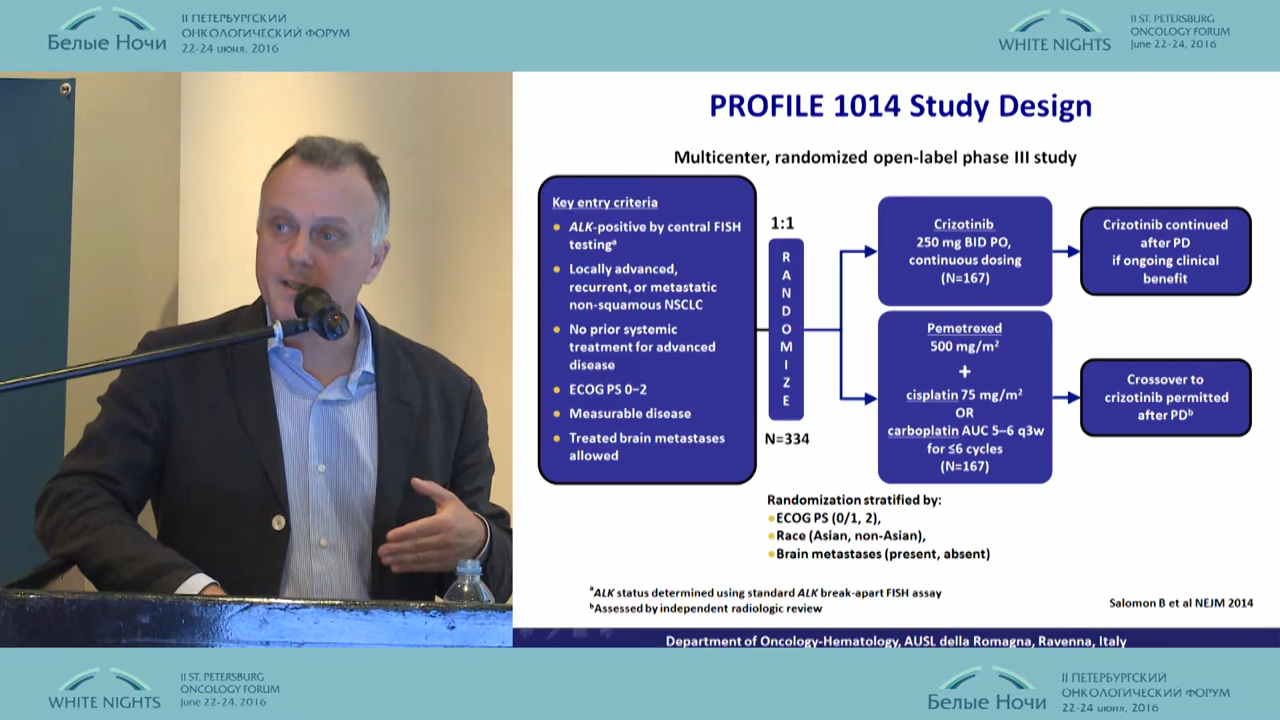 Белые Ночи
II ПЕТЕРБУРГСКИЙ
ОНКОЛОГИЧЕСКИЙ ФОРУМ
22-24 июня, 2016
WHITE NIGHTS
II ST. PETERSBURG
ONCOLOGY FORUM
June 22-24, 2016
PROFILE 1014 Study Design
Multicenter, randomized open-label phase III study
Key entry criteria
ALK-positive by central FISH
testingᵃ
Locally advanced,
recurrent, or metastatic
non-squamous NSCLC
No prior systemic
treatment for advanced
disease
ECOG PS 0–2
Measurable disease
Treated brain metastases
allowed
1:1
RANDOMIZE
N=334
Crizotinib
250 mg BID PO,
continuous dosing
(N=167)
Crizotinib continued
after PD
if ongoing clinical
benefit
Pemetrexed
500 mg/m²
+
cisplatin 75 mg/m²
OR
carboplatin AUC 5–6 q3w
for ≤6 cycles
(N=167)
Crossover to
crizotinib permitted
after PDᵇ
Randomization stratified by:
ECOG PS (0/1, 2),
Race (Asian, non-Asian),
Brain metastases (present, absent)
ᵃALK status determined using standard ALK break-apart FISH assay
ᵇAssessed by independent radiologic review
Salomon B et al NEJM 2014
Department of Oncology-Hematology, AUSL della Romagna, Ravenna, Italy
WHITE NIGHTS
II ST. PETERSBURG
ONCOLOGY FORUM
June 22-24, 2016
Белые Ночи
II ПЕТЕРБУРГСКИЙ
ОНКОЛОГИЧЕСКИЙ ФОРУМ
22-24 июня, 2016